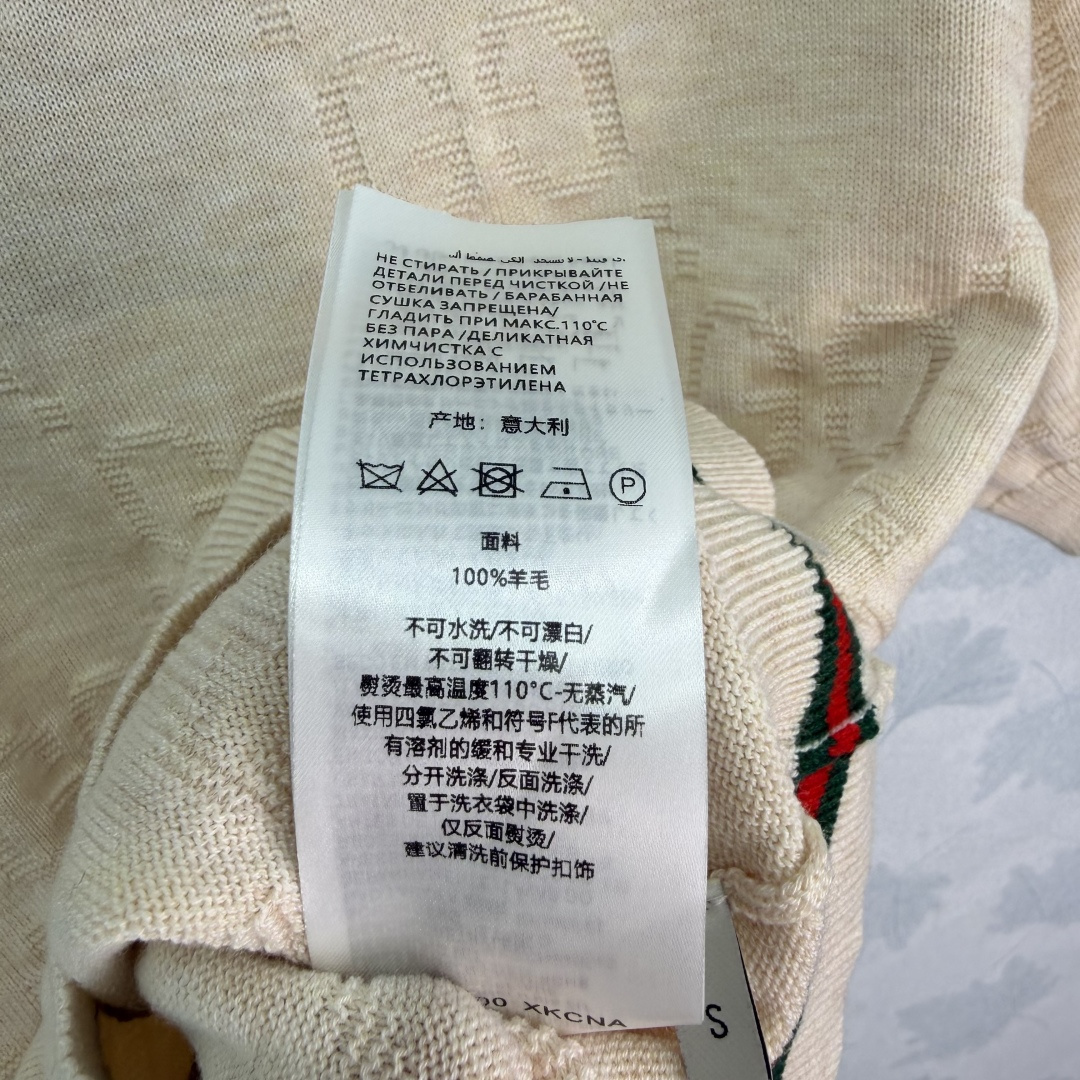 НЕ СТИРАТЬ / ПРИКРЫВАЙТЕ
ДЕТАЛИ ПЕРЕД ЧИСТКОЙ /НЕ
ОТБЕЛИВАТЬ / БАРАБАННАЯ
СУШКА ЗАПРЕЩЕНА/
ГЛАДИТЬ ПРИ МАКС.110°C
БЕЗ ПАРА /ДЕЛИКАТНАЯ
ХИМЧИСТКА С
ИСПОЛЬЗОВАНИЕМ
ТЕТРАХЛОРЭТИЛЕНА
产地：意大利
P
面料
100%羊毛
不可水洗/不可漂白/
不可翻转干燥/
熨烫最高温度110°C-无蒸汽/
使用四氯乙烯和符号F代表的所
有溶剂的缓和专业干洗/
分开洗涤/反面洗涤/
置于洗衣袋中洗涤/
仅反面熨烫/
建议清洗前保护扣饰
00 XKCNA
S